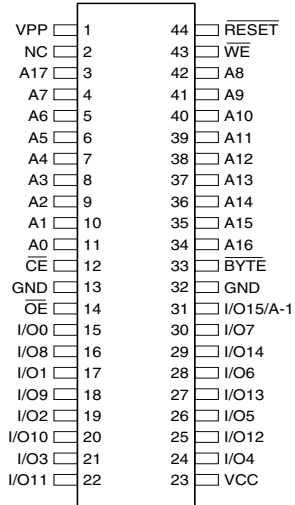 VPP 1 44 RESET
NC 2 43 WE
A17 3 42 A8
A7 4 41 A9
A6 5 40 A10
A5 6 39 A11
A4 7 38 A12
A3 8 37 A13
A2 9 36 A14
A1 10 35 A15
A0 11 34 A16
CE 12 33 BYTE
GND 13 32 GND
OE 14 31 I/O15/A-1
I/O0 15 30 I/O7
I/O8 16 29 I/O14
I/O1 17 28 I/O6
I/O9 18 27 I/O13
I/O2 19 26 I/O5
I/O10 20 25 I/O12
I/O3 21 24 I/O4
I/O11 22 23 VCC